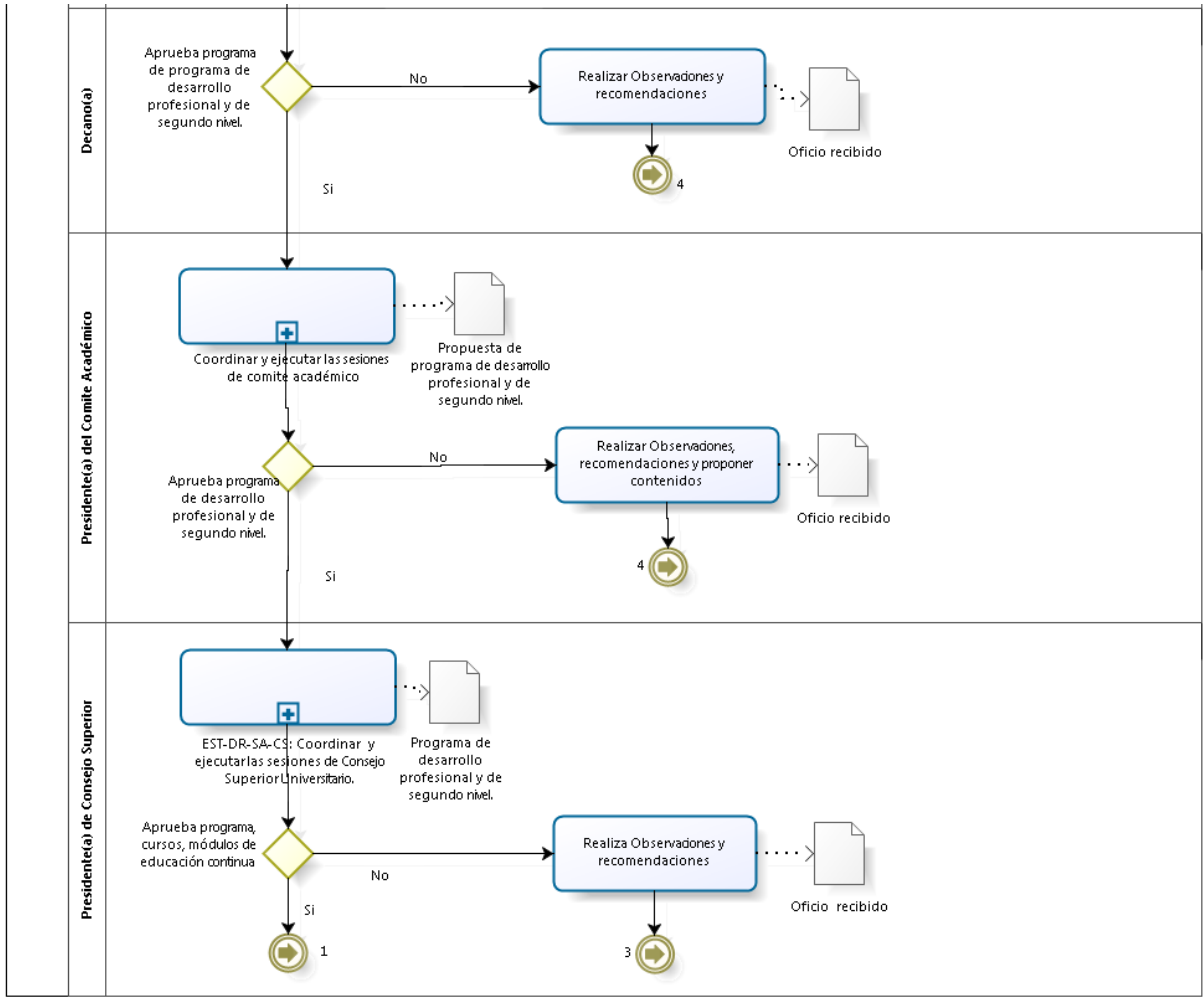 Decano(a)
Aprueba programa
de programa de
desarrollo
profesional y de
segundo nivel.
No
Realizar Observaciones y
recomendaciones
Oficio recibido
4
Si
Presidente(a) del Comite Académico
Coordinar y ejecutar las sesiones
de comite académico
Propuesta de
programa de desarrollo
profesional y de
segundo nivel.
Aprueba programa
de desarrollo
profesional y de
segundo nivel.
No
Realizar Observaciones,
recomendaciones y proponer
contenidos
Oficio recibido
4
Si
Presidente(a) de Consejo Superior
EST-DR-SA-CS: Coordinar y
ejecutar las sesiones de Consejo
Superior Universitario.
Programa de
desarrollo
profesional y de
segundo nivel.
Aprueba programa,
cursos, módulos de
educación continua
No
Realiza Observaciones y
recomendaciones
Oficio recibido
Si
1
3